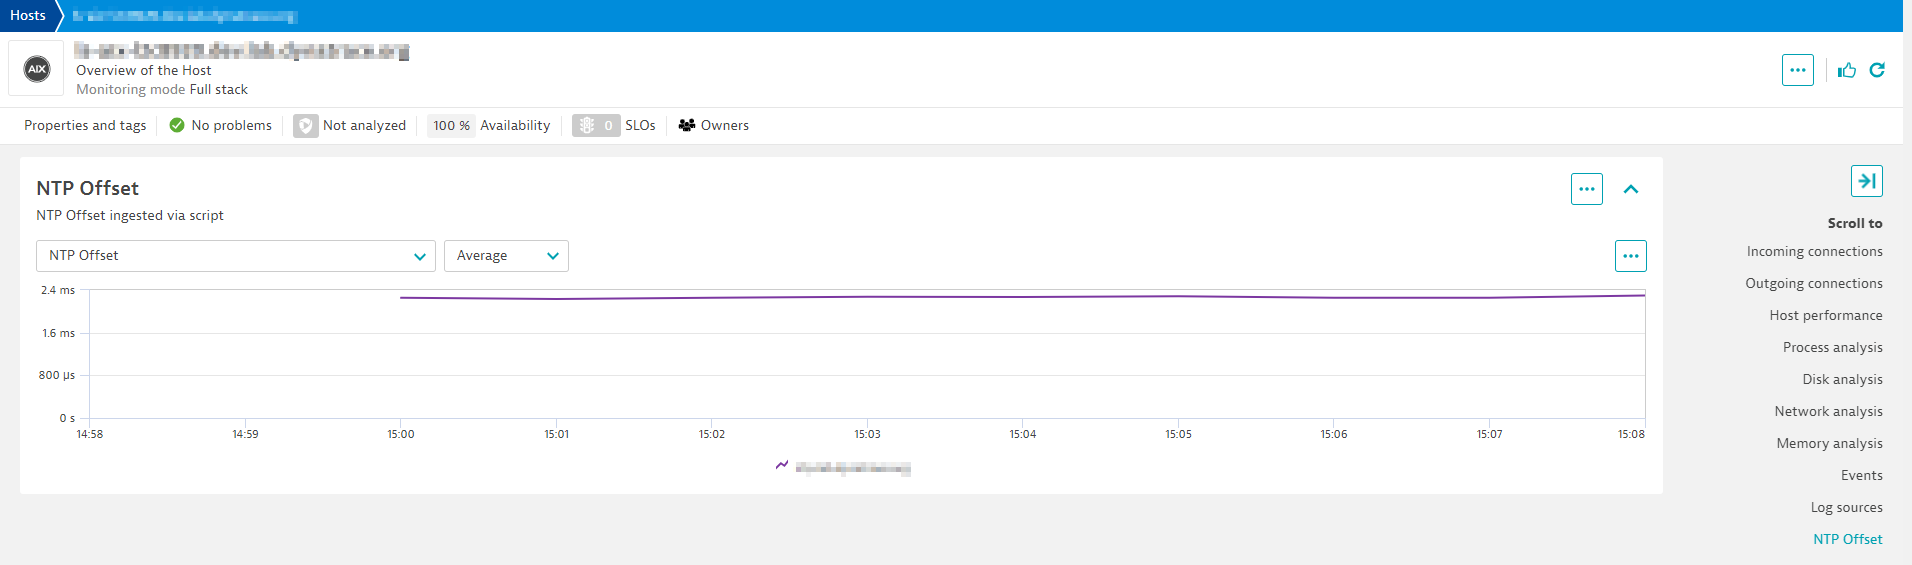 Hosts
AIX
Overview of the Host
Monitoring mode Full stack
Properties and tags No problems Not analyzed 100 % Availability 0 SLOs Owners
NTP Offset
NTP Offset ingested via script
NTP Offset Average
2.4 ms
1.6 ms
800 µs
0 s
14:58 14:59 15:00 15:01 15:02 15:03 15:04 15:05 15:06 15:07 15:08
Scroll to
Incoming connections
Outgoing connections
Host performance
Process analysis
Disk analysis
Network analysis
Memory analysis
Events
Log sources
NTP Offset